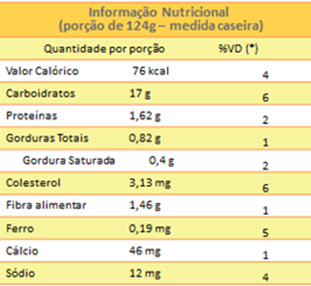 Informação Nutricional
(porção de 124g – medida caseira)
Quantidade por porção %VD (*)
Valor Calórico 76 kcal 4
Carboidratos 17 g 6
Proteínas 1,62 g 2
Gorduras Totais 0,82 g 1
Gordura Saturada 0,4 g 2
Colesterol 3,13 mg 6
Fibra alimentar 1,46 g 1
Ferro 0,19 mg 5
Cálcio 46 mg 1
Sódio 12 mg 4